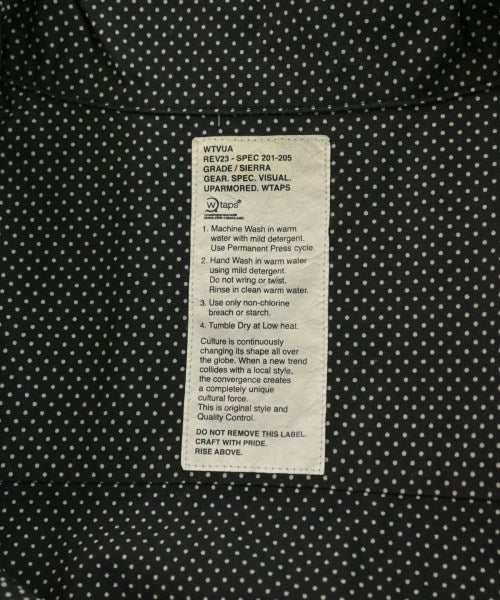 WTVUA
REV23 - SPEC 201-205
GRADE / SIERRA
GEAR. SPEC. VISUAL.
UPARMORED. WTAPS
Wtaps®
1. Machine Wash in warm
water with mild detergent.
Use Permanent Press cycle.
2. Hand Wash in warm water
using mild detergent.
Do not wring or twist.
Rinse in clean warm water.
3. Use only non-chlorine
breach or starch.
4. Tumble Dry at Low heat.
Culture is continuously
changing its shape all over
the globe. When a new trend
collides with a local style,
the convergence creates
a completely unique
cultural force.
This is original style and
Quality Control.
DO NOT REMOVE THIS LABEL.
CRAFT WITH PRIDE.
RISE ABOVE.